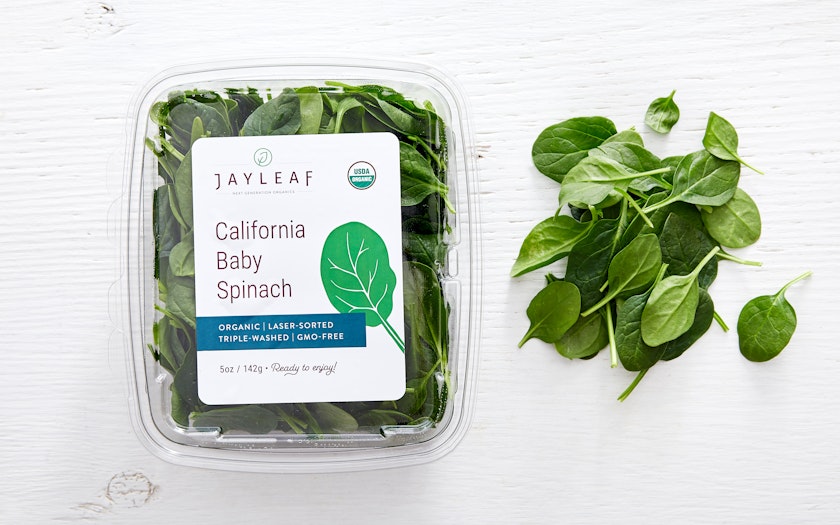 JAYLEAF
NEXT GENERATION ORGANICS
USDA
ORGANIC
California
Baby
Spinach
ORGANIC | LASER-SORTED
TRIPLE-WASHED | GMO-FREE
5oz / 142g • Ready to enjoy!